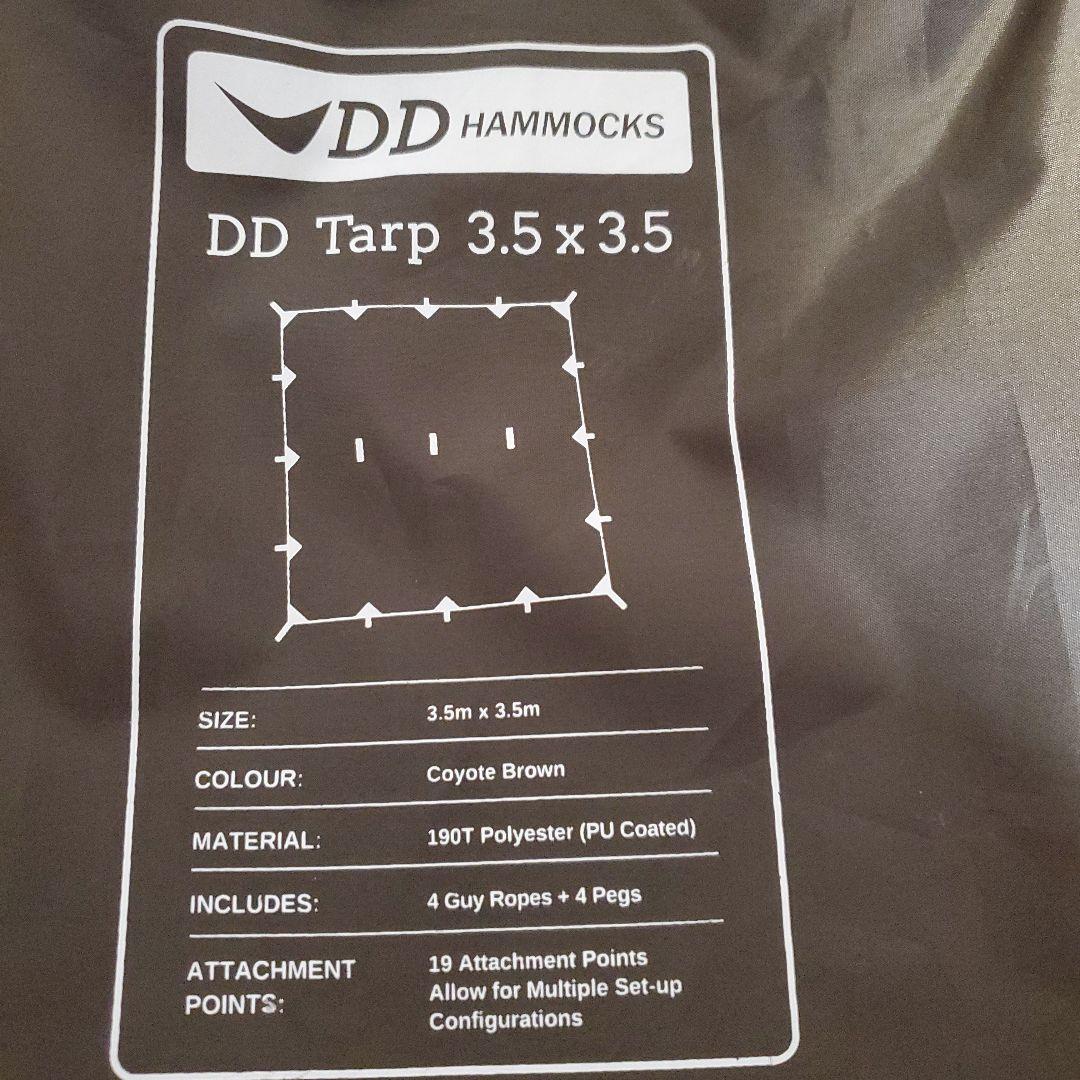 DD HAMMOCKS
DD Tarp 3.5 x 3.5
SIZE: 3.5m x 3.5m
COLOUR: Coyote Brown
MATERIAL: 190T Polyester (PU Coated)
INCLUDES: 4 Guy Ropes + 4 Pegs
ATTACHMENT POINTS: 19 Attachment Points
Allow for Multiple Set-up
Configurations